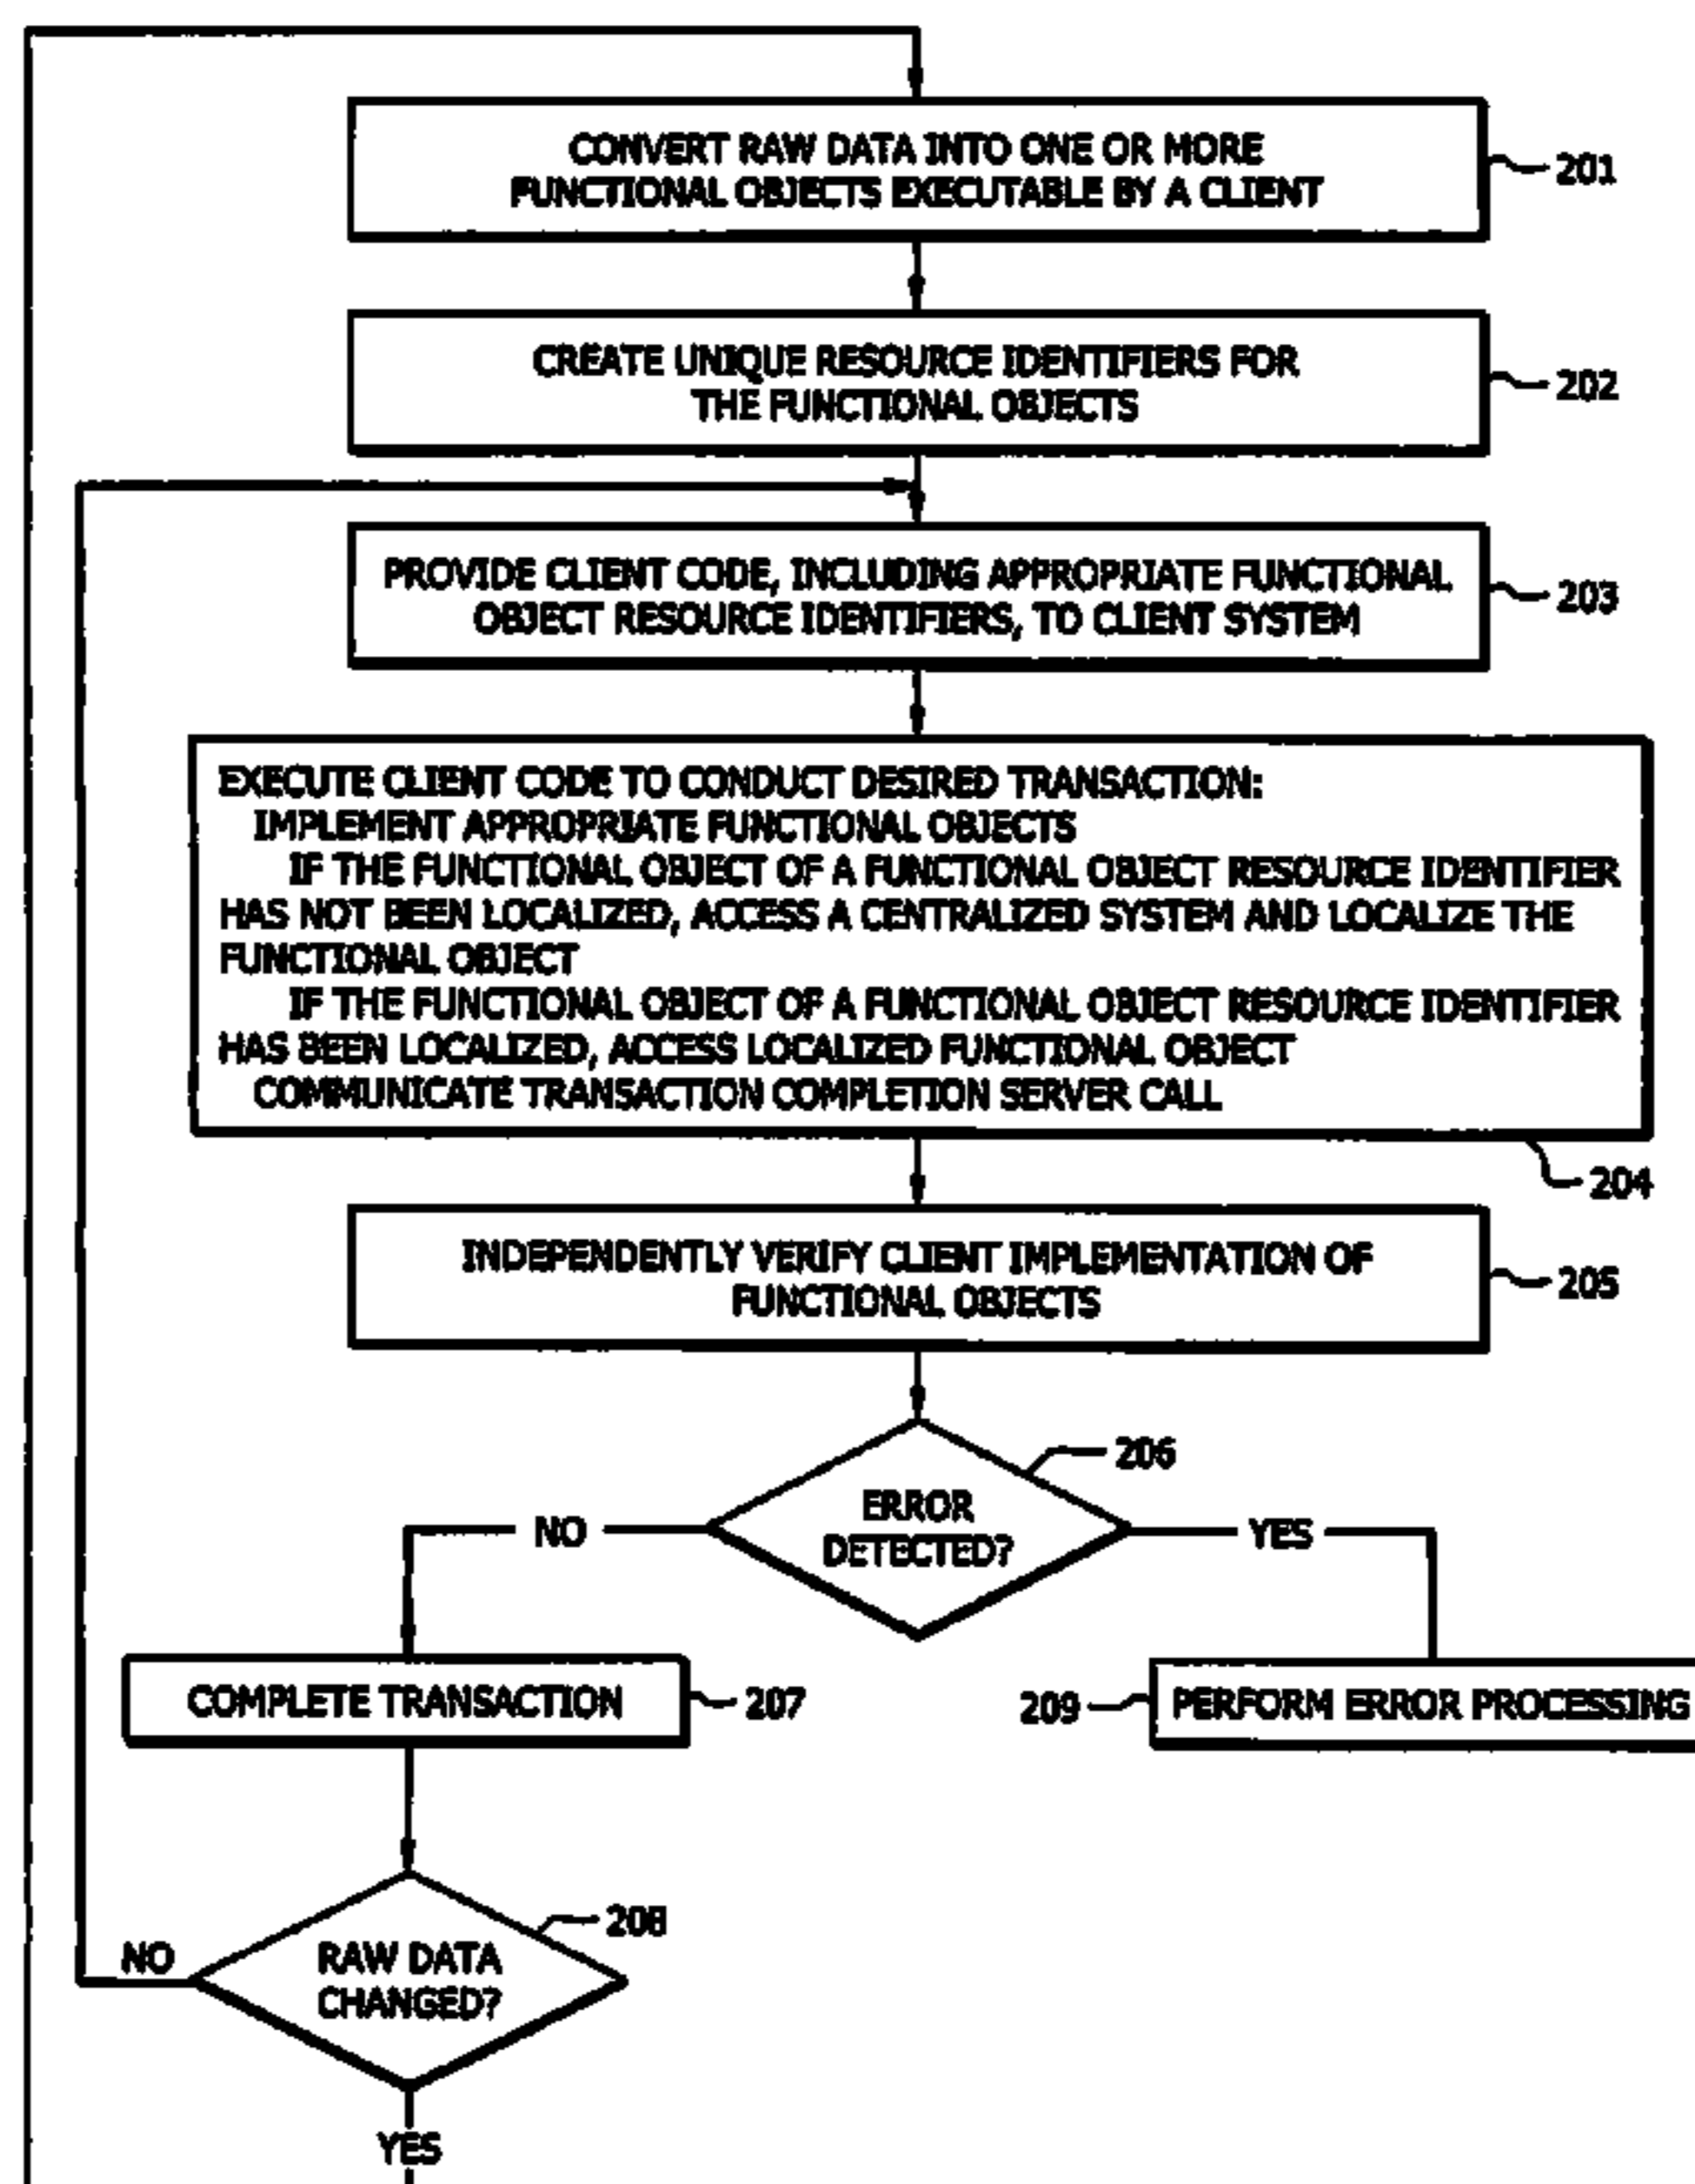 CONVERT RAW DATA INTO ONE OR MORE
FUNCTIONAL OBJECTS EXECUTABLE BY A CLIENT
201
CREATE UNIQUE RESOURCE IDENTIFIERS FOR
THE FUNCTIONAL OBJECTS
202
PROVIDE CLIENT CODE, INCLUDING APPROPRIATE FUNCTIONAL
OBJECT RESOURCE IDENTIFIERS, TO CLIENT SYSTEM
203
EXECUTE CLIENT CODE TO CONDUCT DESIRED TRANSACTION:
IMPLEMENT APPROPRIATE FUNCTIONAL OBJECTS
IF THE FUNCTIONAL OBJECT OF A FUNCTIONAL OBJECT RESOURCE IDENTIFIER
HAS NOT BEEN LOCALIZED, ACCESS A CENTRALIZED SYSTEM AND LOCALIZE THE
FUNCTIONAL OBJECT
IF THE FUNCTIONAL OBJECT OF A FUNCTIONAL OBJECT RESOURCE IDENTIFIER
HAS BEEN LOCALIZED, ACCESS LOCALIZED FUNCTIONAL OBJECT
COMMUNICATE TRANSACTION COMPLETION SERVER CALL
204
INDEPENDENTLY VERIFY CLIENT IMPLEMENTATION OF
FUNCTIONAL OBJECTS
205
206
ERROR
DETECTED?
NO
YES
COMPLETE TRANSACTION
207
209
PERFORM ERROR PROCESSING
208
NO
RAW DATA
CHANGED?
YES